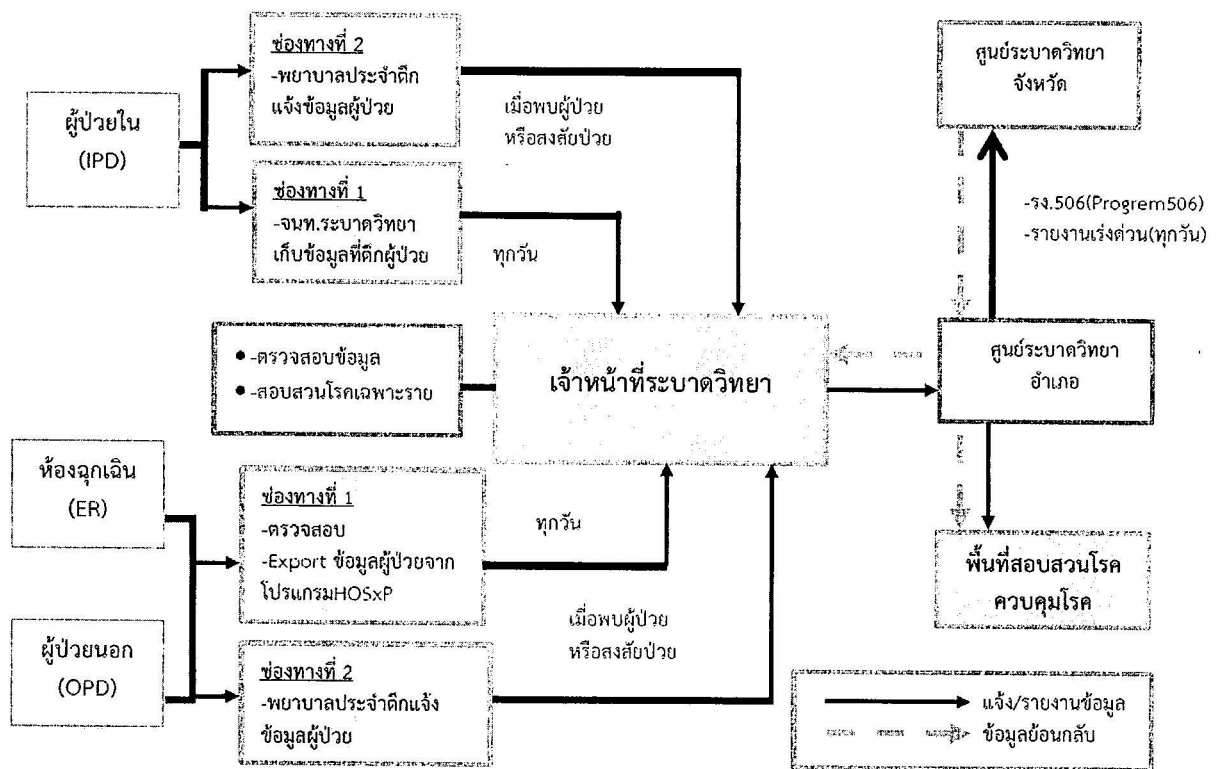 ช่องทางที่ 2
-พยาบาลประจำตึก
แจ้งข้อมูลผู้ป่วย
ศูนย์ระบาดวิทยา
จังหวัด
เมื่อพบผู้ป่วย
หรือสงสัยป่วย
ผู้ป่วยใน
(IPD)
ช่องทางที่ 1
-จนท.ระบาดวิทยา
เก็บข้อมูลที่ตึกผู้ป่วย
ทุกวัน
-รง.506(Progrem506)
-รายงานเร่งด่วน(ทุกวัน)
● -ตรวจสอบข้อมูล
● -สอบสวนโรคเฉพาะราย
เจ้าหน้าที่ระบาดวิทยา
ศูนย์ระบาดวิทยา
อำเภอ
ห้องฉุกเฉิน
(ER)
ช่องทางที่ 1
-ตรวจสอบ
-Export ข้อมูลผู้ป่วยจาก
โปรแกรมHOSxP
ทุกวัน
พื้นที่สอบสวนโรค
ควบคุมโรค
เมื่อพบผู้ป่วย
หรือสงสัยป่วย
ผู้ป่วยนอก
(OPD)
ช่องทางที่ 2
-พยาบาลประจำตึกแจ้ง
ข้อมูลผู้ป่วย
แจ้ง/รายงานข้อมูล
ข้อมูลย้อนกลับ